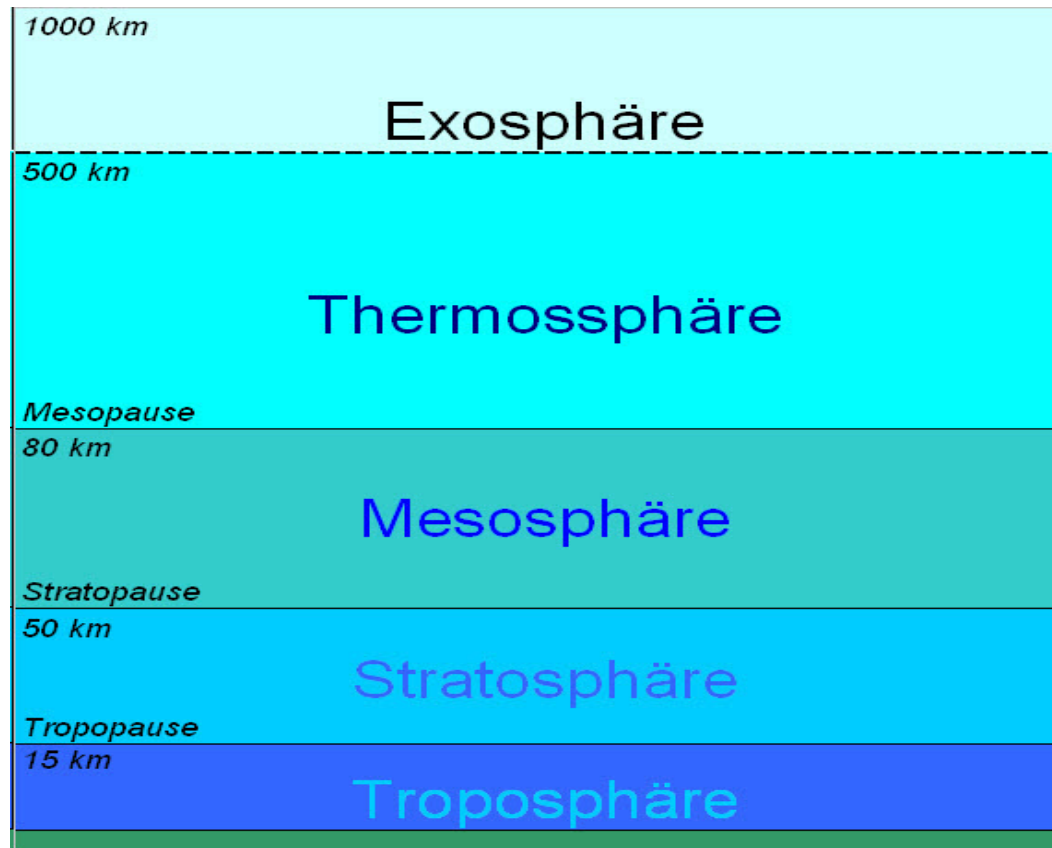 1000 km
Exosphäre
500 km
Thermossphäre
Mesopause
80 km
Mesosphäre
Stratopause
50 km
Stratosphäre
Tropopause
15 km
Troposphäre